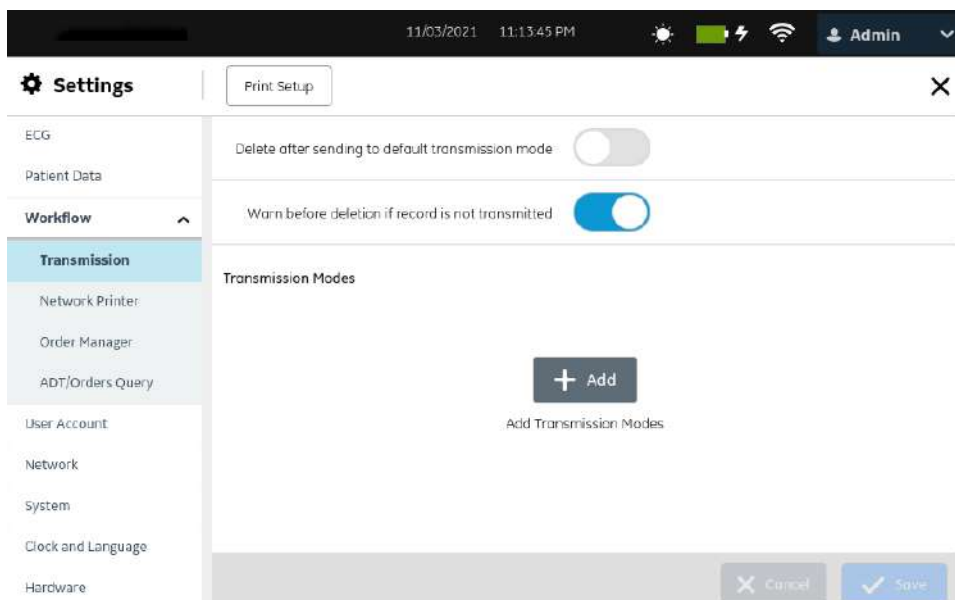 11/03/2021 11:13:45 PM Admin
Settings Print Setup
ECG
Delete after sending to default transmission mode
Patient Data
Workflow
Warn before deletion if record is not transmitted
Transmission
Transmission Modes
Network Printer
Order Manager
+ Add
ADT/Orders Query
Add Transmission Modes
User Account
Network
System
Clock and Language
Hardware
Cancel Save